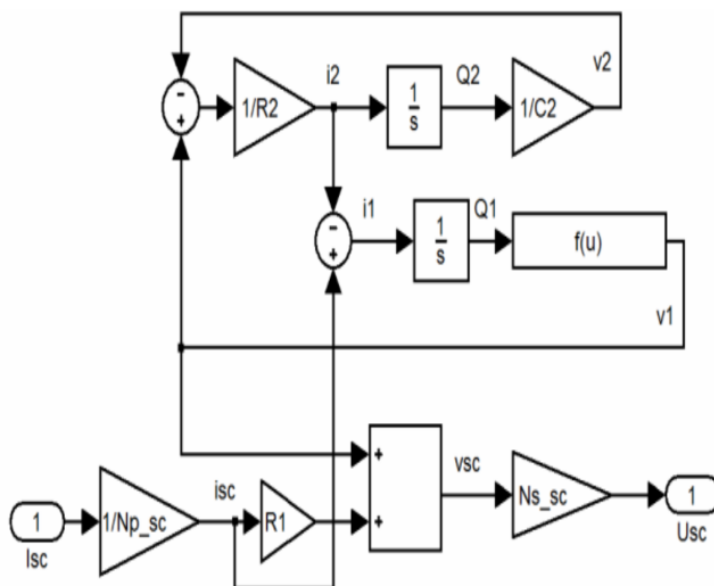 v2
i2
Q2
-
+
1/R2
1
s
1/C2
i1
Q1
-
+
1
s
f(u)
v1
+
+
vsc
isc
1
Isc
1/Np_sc
R1
Ns_sc
1
Usc